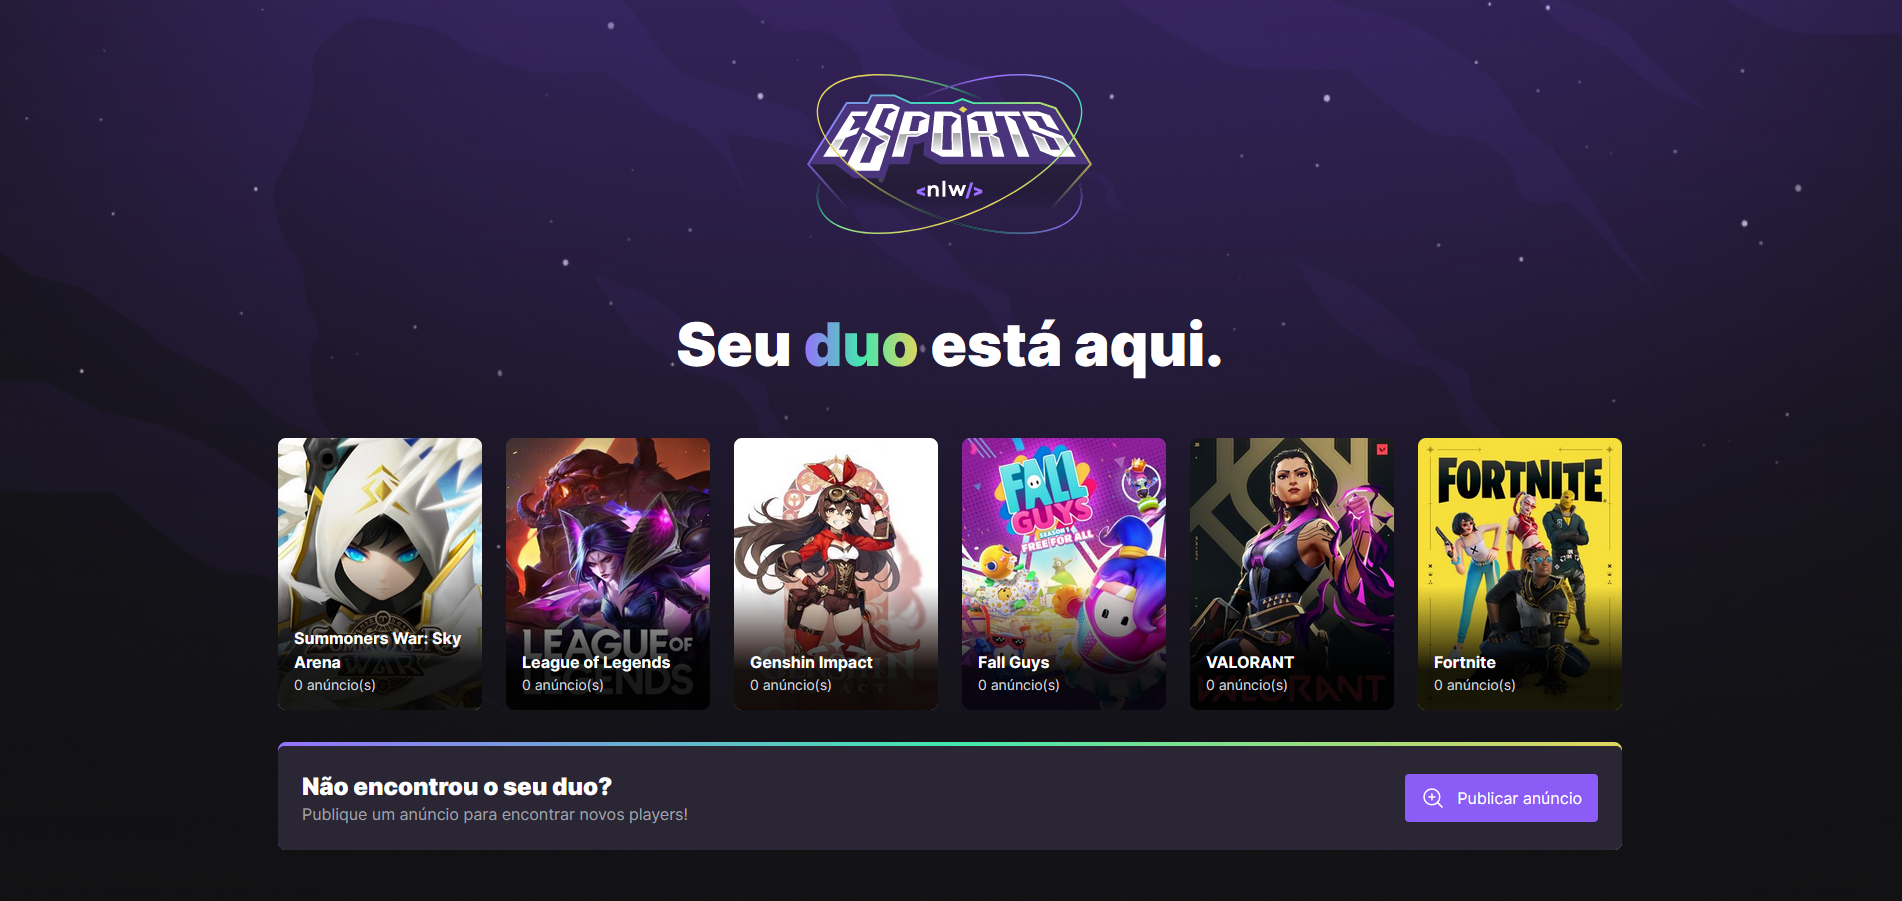 ESPORTS
<nlw/>
Seu duo está aqui.
Summoners War: Sky
Arena
0 anúncio(s)
LEAGUE OF
LEGENDS
League of Legends
0 anúncio(s)
Genshin Impact
0 anúncio(s)
FALL
GUYS
SEASON 1
FREE FOR ALL
Fall Guys
0 anúncio(s)
VALORANT
0 anúncio(s)
VALORANT
FORTNITE
Fortnite
0 anúncio(s)
Não encontrou o seu duo?
Publique um anúncio para encontrar novos players!
Publicar anúncio